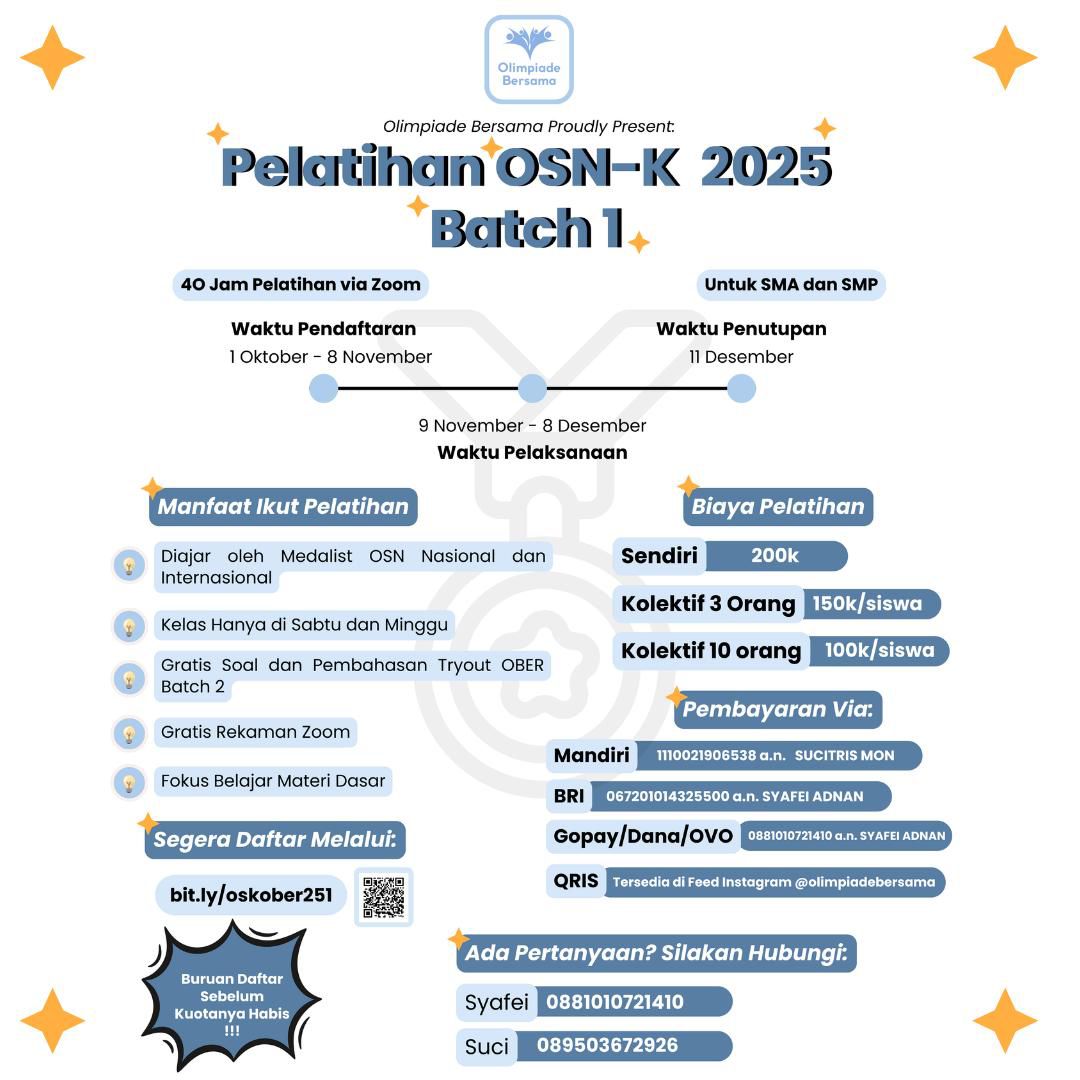 Olimpiade
Bersama
Olimpiade Bersama Proudly Present:
Pelatihan OSN-K 2025
Batch 1
40 Jam Pelatihan via Zoom
Untuk SMA dan SMP
Waktu Pendaftaran
1 Oktober - 8 November
Waktu Penutupan
11 Desember
9 November - 8 Desember
Waktu Pelaksanaan
Manfaat Ikut Pelatihan
Diajar oleh Medalist OSN Nasional dan
Internasional
Kelas Hanya di Sabtu dan Minggu
Gratis Soal dan Pembahasan Tryout OBER
Batch 2
Gratis Rekaman Zoom
Fokus Belajar Materi Dasar
Biaya Pelatihan
Sendiri 200k
Kolektif 3 Orang 150k/siswa
Kolektif 10 orang 100k/siswa
Pembayaran Via:
Mandiri 1110021906538 a.n. SUCITRIS MON
BRI 067201014325500 a.n. SYAFEI ADNAN
Gopay/Dana/OVO 0881010721410 a.n. SYAFEI ADNAN
QRIS Tersedia di Feed Instagram @olimpiadebersama
Segera Daftar Melalui:
bit.ly/oskober251
Buruan Daftar
Sebelum
Kuotanya Habis
!!!
Ada Pertanyaan? Silakan Hubungi:
Syafei 0881010721410
Suci 089503672926